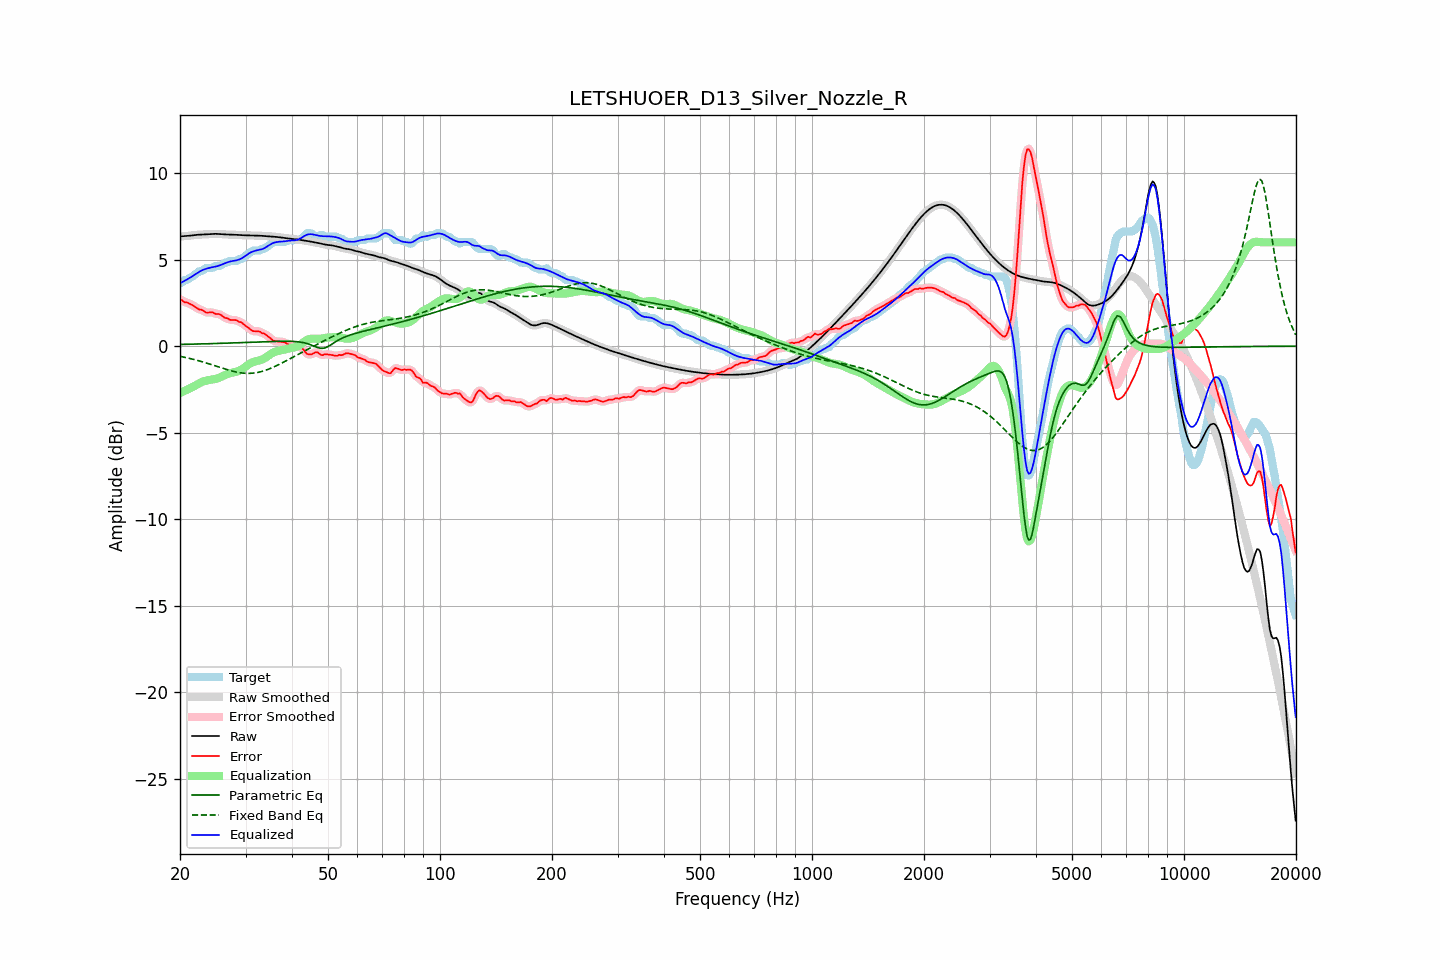 LETSHUOER_D13_Silver_Nozzle_R
Amplitude (dBr)
10
5
0
−5
−10
−15
−20
−25
Target
Raw Smoothed
Error Smoothed
Raw
Error
Equalization
Parametric Eq
Fixed Band Eq
Equalized
20 50 100 200 500 1000 2000 5000 10000 20000
Frequency (Hz)